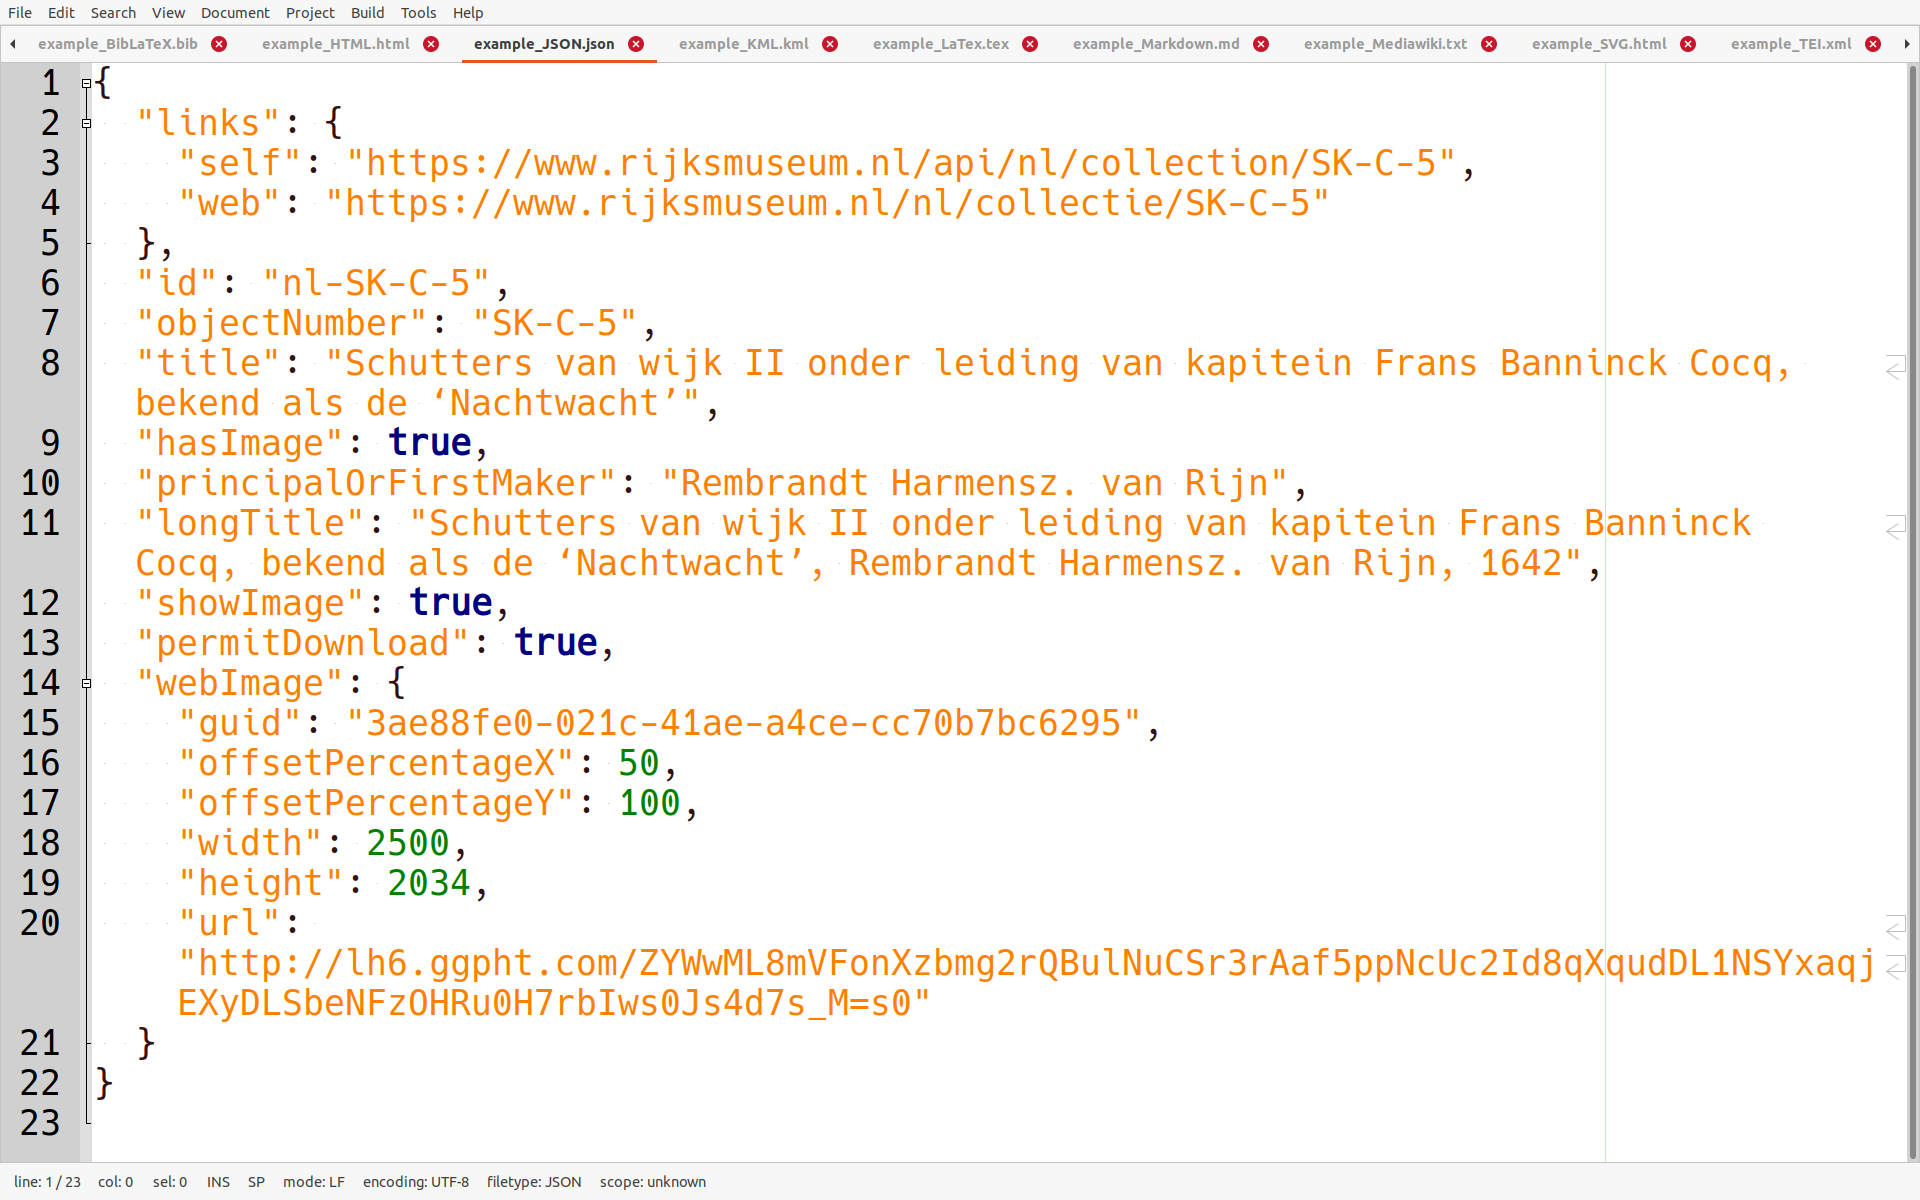 File Edit Search View Document Project Build Tools Help
example_BibLaTeX.bib example_HTML.html example_JSON.json example_KML.kml example_LaTex.tex example_Markdown.md example_Mediawiki.txt example_SVG.html example_TEI.xml
1 {
2 "links": {
3 "self": "https://www.rijksmuseum.nl/api/nl/collection/SK-C-5",
4 "web": "https://www.rijksmuseum.nl/nl/collectie/SK-C-5"
5 },
6 "id": "nl-SK-C-5",
7 "objectNumber": "SK-C-5",
8 "title": "Schutters van wijk II onder leiding van kapitein Frans Banninck Cocq,
bekend als de ‘Nachtwacht’",
9 "hasImage": true,
10 "principalOrFirstMaker": "Rembrandt Harmensz. van Rijn",
11 "longTitle": "Schutters van wijk II onder leiding van kapitein Frans Banninck
Cocq, bekend als de ‘Nachtwacht’, Rembrandt Harmensz. van Rijn, 1642",
12 "showImage": true,
13 "permitDownload": true,
14 "webImage": {
15 "guid": "3ae88fe0-021c-41ae-a4ce-cc70b7bc6295",
16 "offsetPercentageX": 50,
17 "offsetPercentageY": 100,
18 "width": 2500,
19 "height": 2034,
20 "url":
"http://lh6.ggpht.com/ZYWwML8mVFonXzbmg2rQBulNuCSr3rAaf5ppNcUc2Id8qXqudDL1NSYxaqj
EXyDLSbeNFzOHRu0H7rbIws0Js4d7s_M=s0"
21 }
22 }
23
line: 1 / 23 col: 0 sel: 0 INS SP mode: LF encoding: UTF-8 filetype: JSON scope: unknown